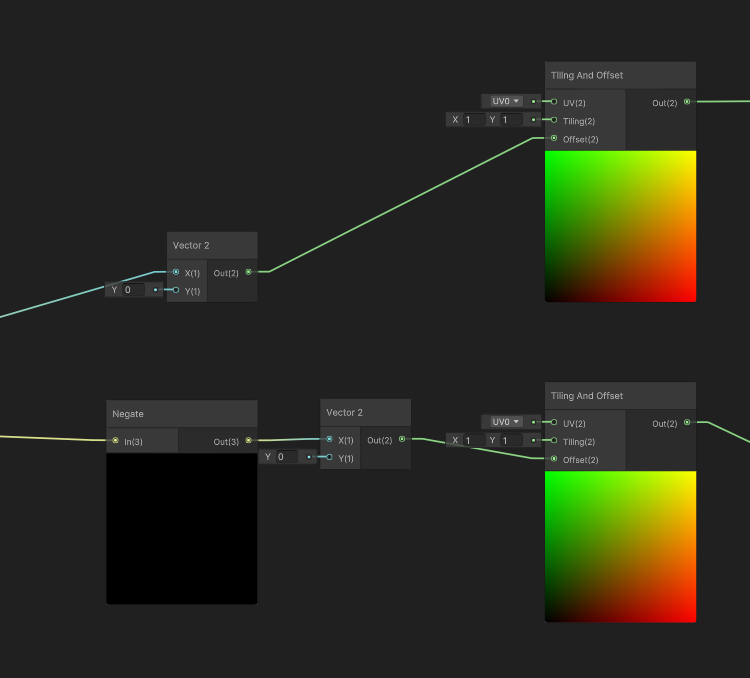 Tiling And Offset
UV0 UV(2) Out(2)
X 1 Y 1 Tiling(2)
Offset(2)
Vector 2
X(1) Out(2)
Y 0 Y(1)
Negate
In(3) Out(3)
Vector 2
X(1) Out(2)
Y 0 Y(1)
Tiling And Offset
UV0 UV(2) Out(2)
X 1 Y 1 Tiling(2)
Offset(2)